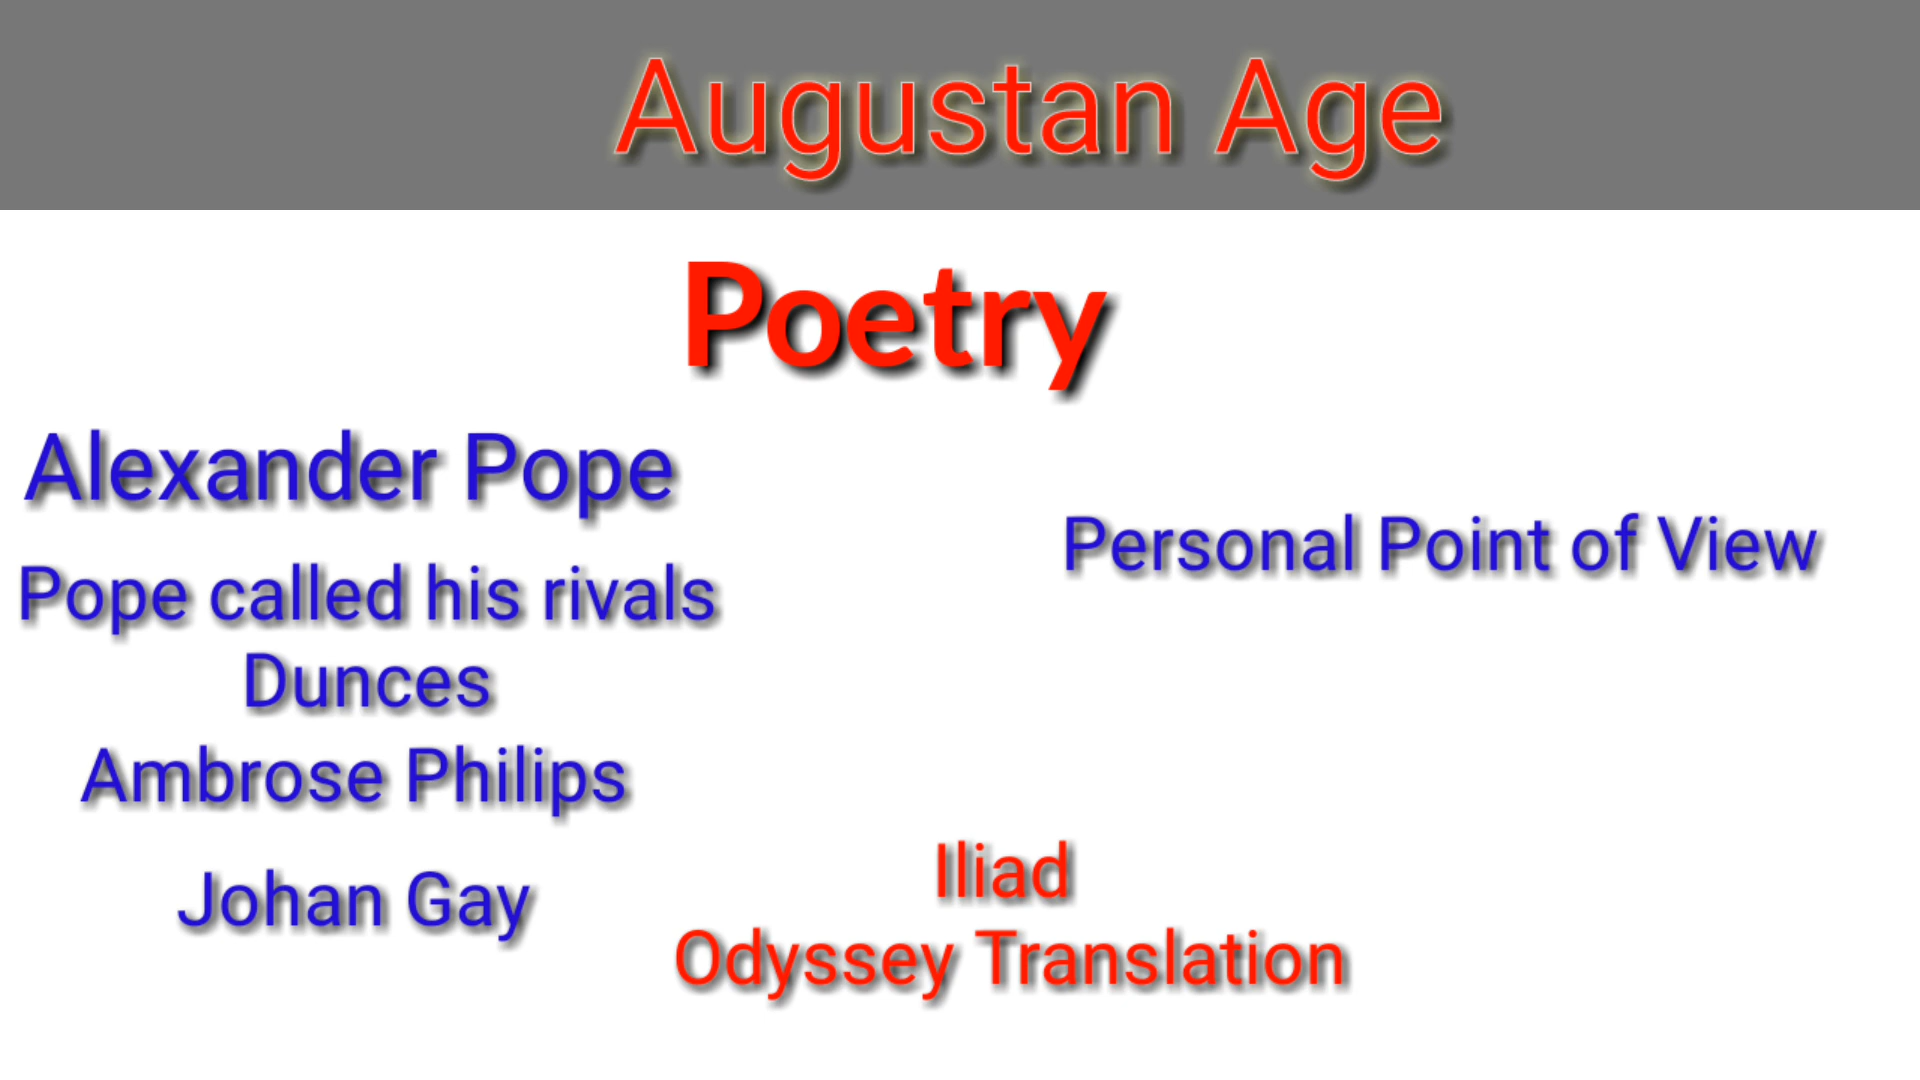 Augustan Age
Poetry
Alexander Pope
Personal Point of View
Pope called his rivals
Dunces
Ambrose Philips
Johan Gay
Iliad
Odyssey Translation